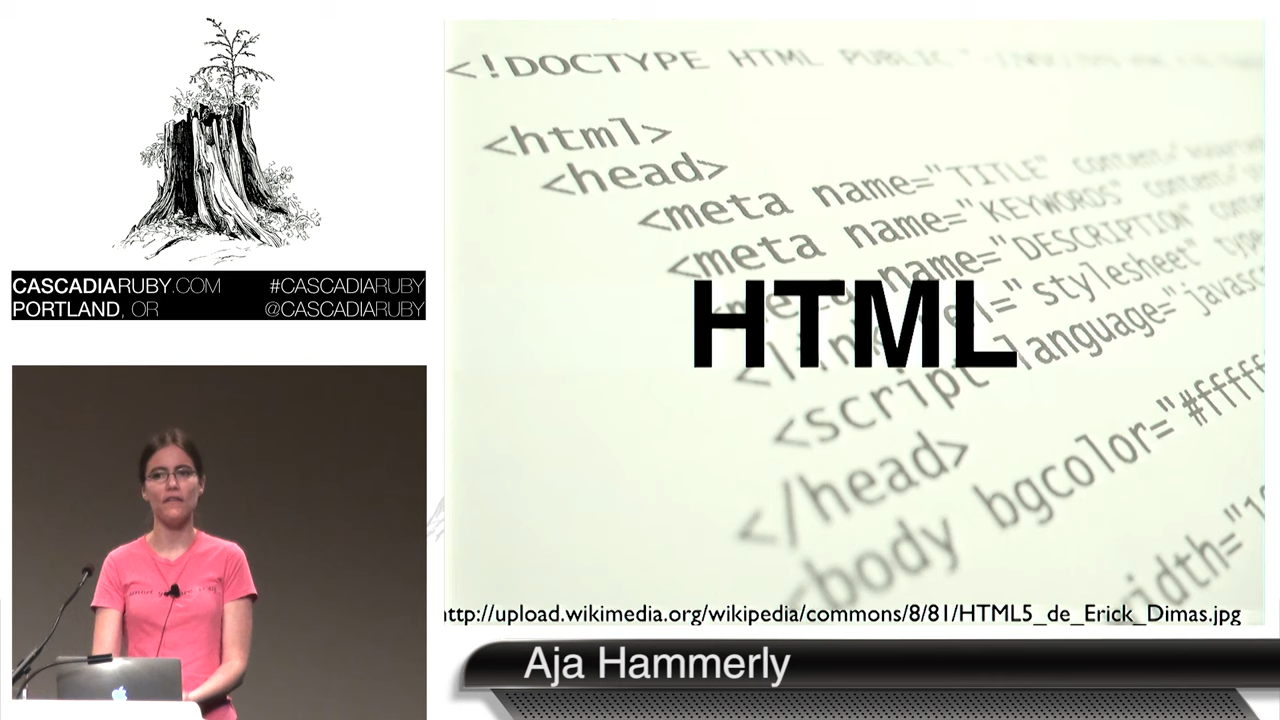 CASCADIARUBY.COM #CASCADIARUBY
PORTLAND, OR @CASCADIARUBY
<!DOCTYPE HTML PUBLIC
<html>
<head>
<meta name="TITLE"
<meta name="KEYWORDS"
name="DESCRIPTION"
"stylesheet"
<script language="javasc
</head>
<body bgcolor="#fffff
HTML
http://upload.wikimedia.org/wikipedia/commons/8/81/HTML5_de_Erick_Dimas.jpg
Aja Hammerly